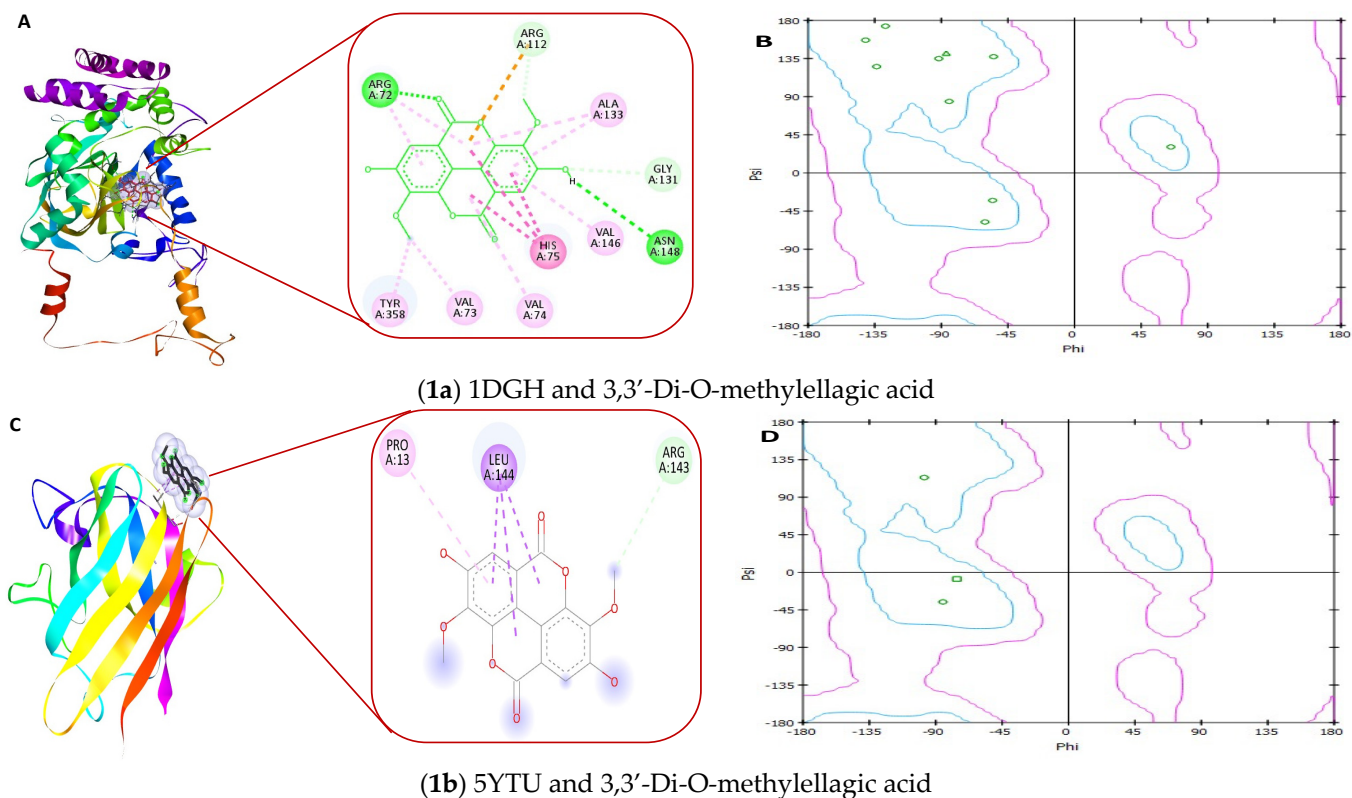 A
ARG
A:112
ARG
A:72
ALA
A:133
GLY
A:131
H
HIS
A:75
VAL
A:146
ASN
A:148
TYR
A:358
VAL
A:73
VAL
A:74
B
180
135
90
45
0
-45
-90
-135
-180
Psi
-180 -135 -90 -45 0 45 90 135 180
Phi
(1a) 1DGH and 3,3′-Di-O-methylellagic acid
C
PRO
A:13
LEU
A:144
ARG
A:143
O
O
O
O
O
O
O
O
D
180
135
90
45
0
-45
-90
-135
-180
Psi
-180 -135 -90 -45 0 45 90 135 180
Phi
(1b) 5YTU and 3,3′-Di-O-methylellagic acid